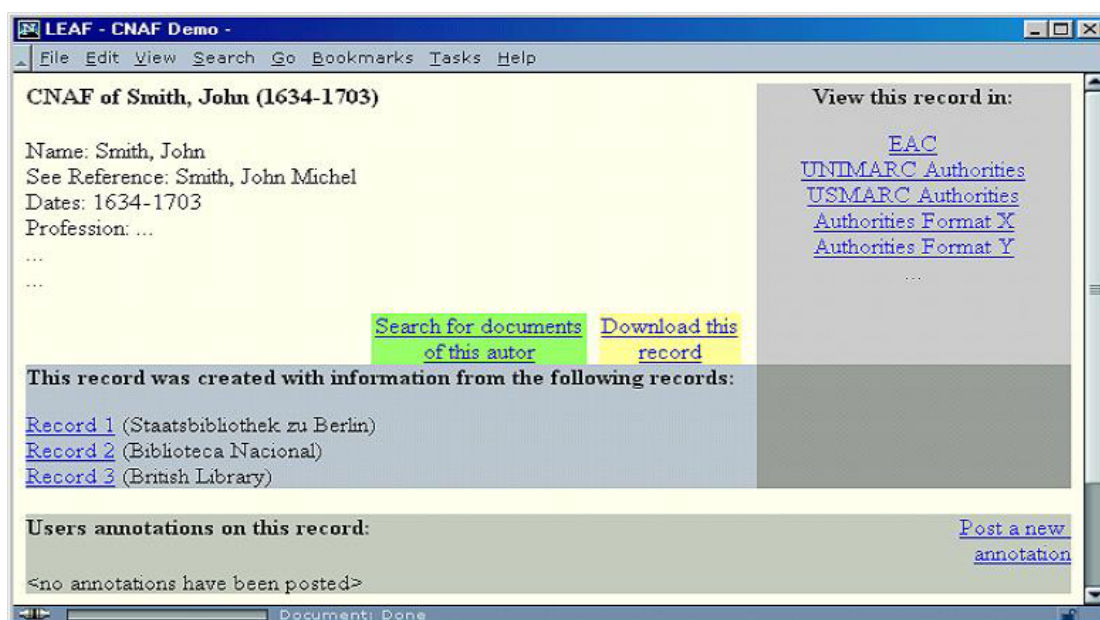 LEAF - CNAF Demo -
File Edit View Search Go Bookmarks Tasks Help
CNAF of Smith, John (1634-1703)
Name: Smith, John
See Reference: Smith, John Michel
Dates: 1634-1703
Profession: ...
...
...
View this record in:
EAC
UNIMARC Authorities
USMARC Authorities
Authorities Format X
Authorities Format Y
...
Search for documents
of this autor
Download this
record
This record was created with information from the following records:
Record 1 (Staatsbibliothek zu Berlin)
Record 2 (Biblioteca Nacional)
Record 3 (British Library)
Users annotations on this record:
Post a new
annotation
<no annotations have been posted>
Document: Done